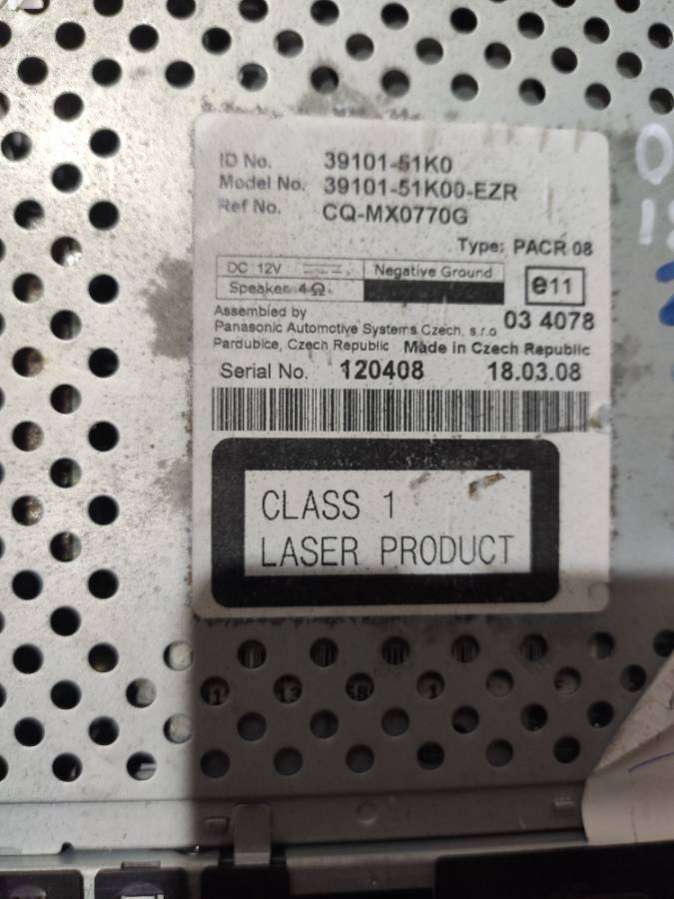 ID No. 39101-51K0
Model No. 39101-51K00-EZR
Ref No. CQ-MX0770G
Type: PACR 08
DC 12V Negative Ground
Speaker 4Ω
e11
Assembled by
Panasonic Automotive Systems Czech, s.r.o 03 4078
Pardubice, Czech Republic Made in Czech Republic
Serial No. 120408 18.03.08
CLASS 1
LASER PRODUCT